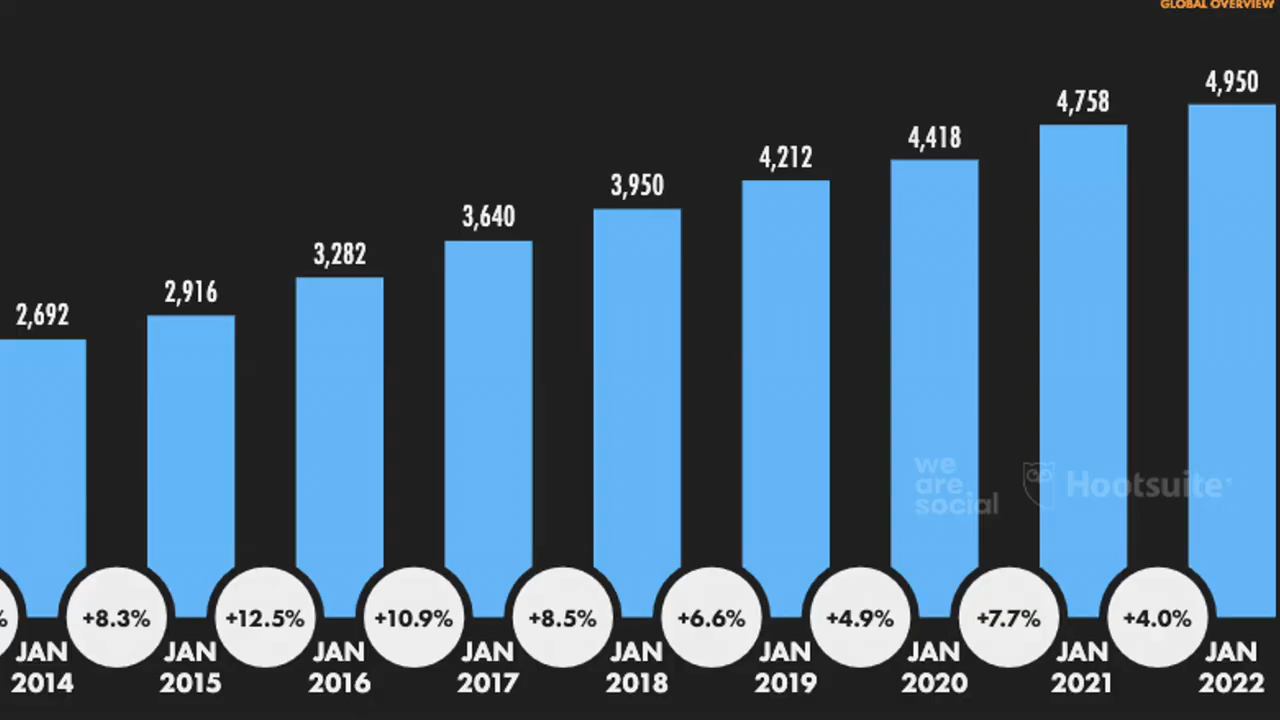 GLOBAL OVERVIEW
4,950
4,758
4,418
4,212
3,950
3,640
3,282
2,916
2,692
we
are.
social
Hootsuite
% +8.3% +12.5% +10.9% +8.5% +6.6% +4.9% +7.7% +4.0%
JAN JAN JAN JAN JAN JAN JAN JAN JAN
2014 2015 2016 2017 2018 2019 2020 2021 2022